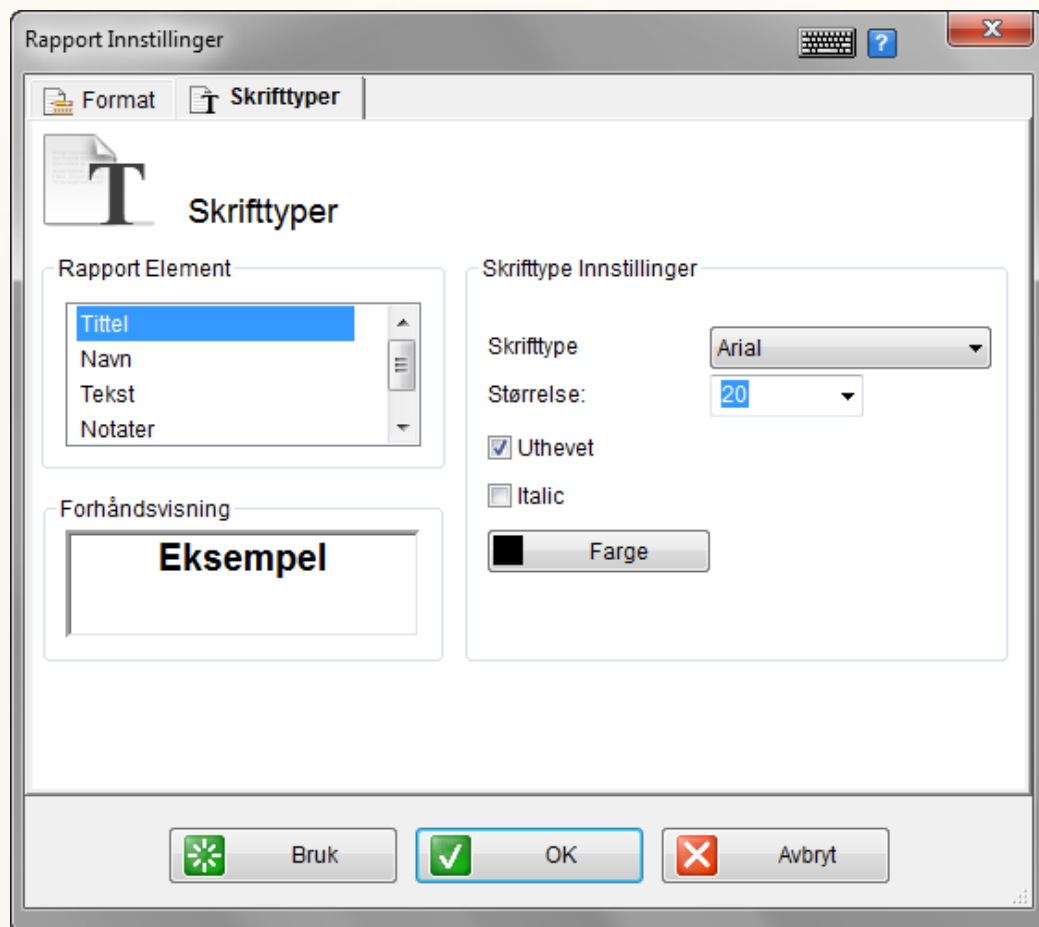 Rapport Innstillinger
?
X
Format
Skrifttyper
T
Skrifttyper
Rapport Element
Tittel
Navn
Tekst
Notater
Forhåndsvisning
Eksempel
Skrifttype Innstillinger
Skrifttype
Arial
Størrelse:
20
Uthevet
Italic
Farge
Bruk
OK
Avbryt